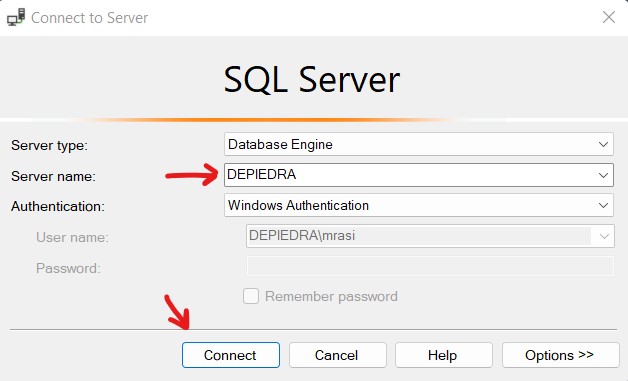 Connect to Server
SQL Server
Server type: Database Engine
Server name: DEPIEDRA
Authentication: Windows Authentication
User name: DEPIEDRA\mrasi
Password:
Remember password
Connect Cancel Help Options >>